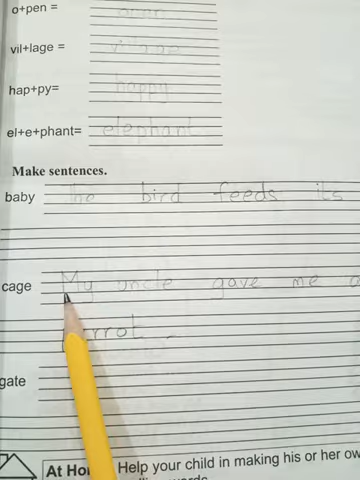 o+pen = open
vil+lage = village
hap+py= happy
el+e+phant= elephant
Make sentences.
baby The bird feeds its
cage My uncle gave me a
gate
At Ho Help your child in making his or her ow
words